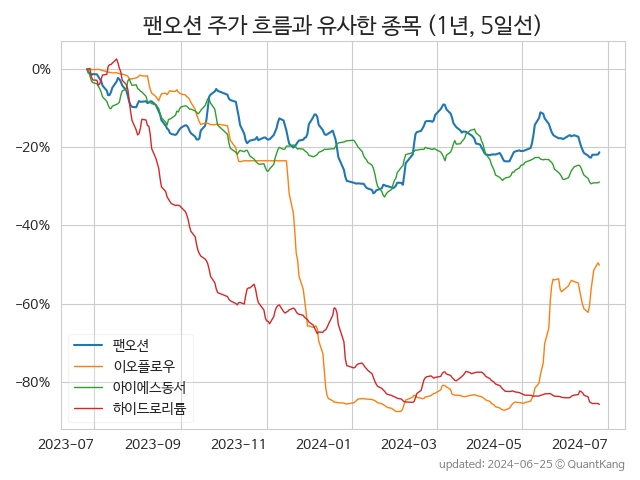 팬오션 주가 흐름과 유사한 종목 (1년, 5일선)
0%
−20%
−40%
−60%
−80%
팬오션
이오플로우
아이에스동서
하이드로리튬
2023−07
2023−09
2023−11
2024−01
2024−03
2024−05
2024−07
updated: 2024-06-25 © QuantKang